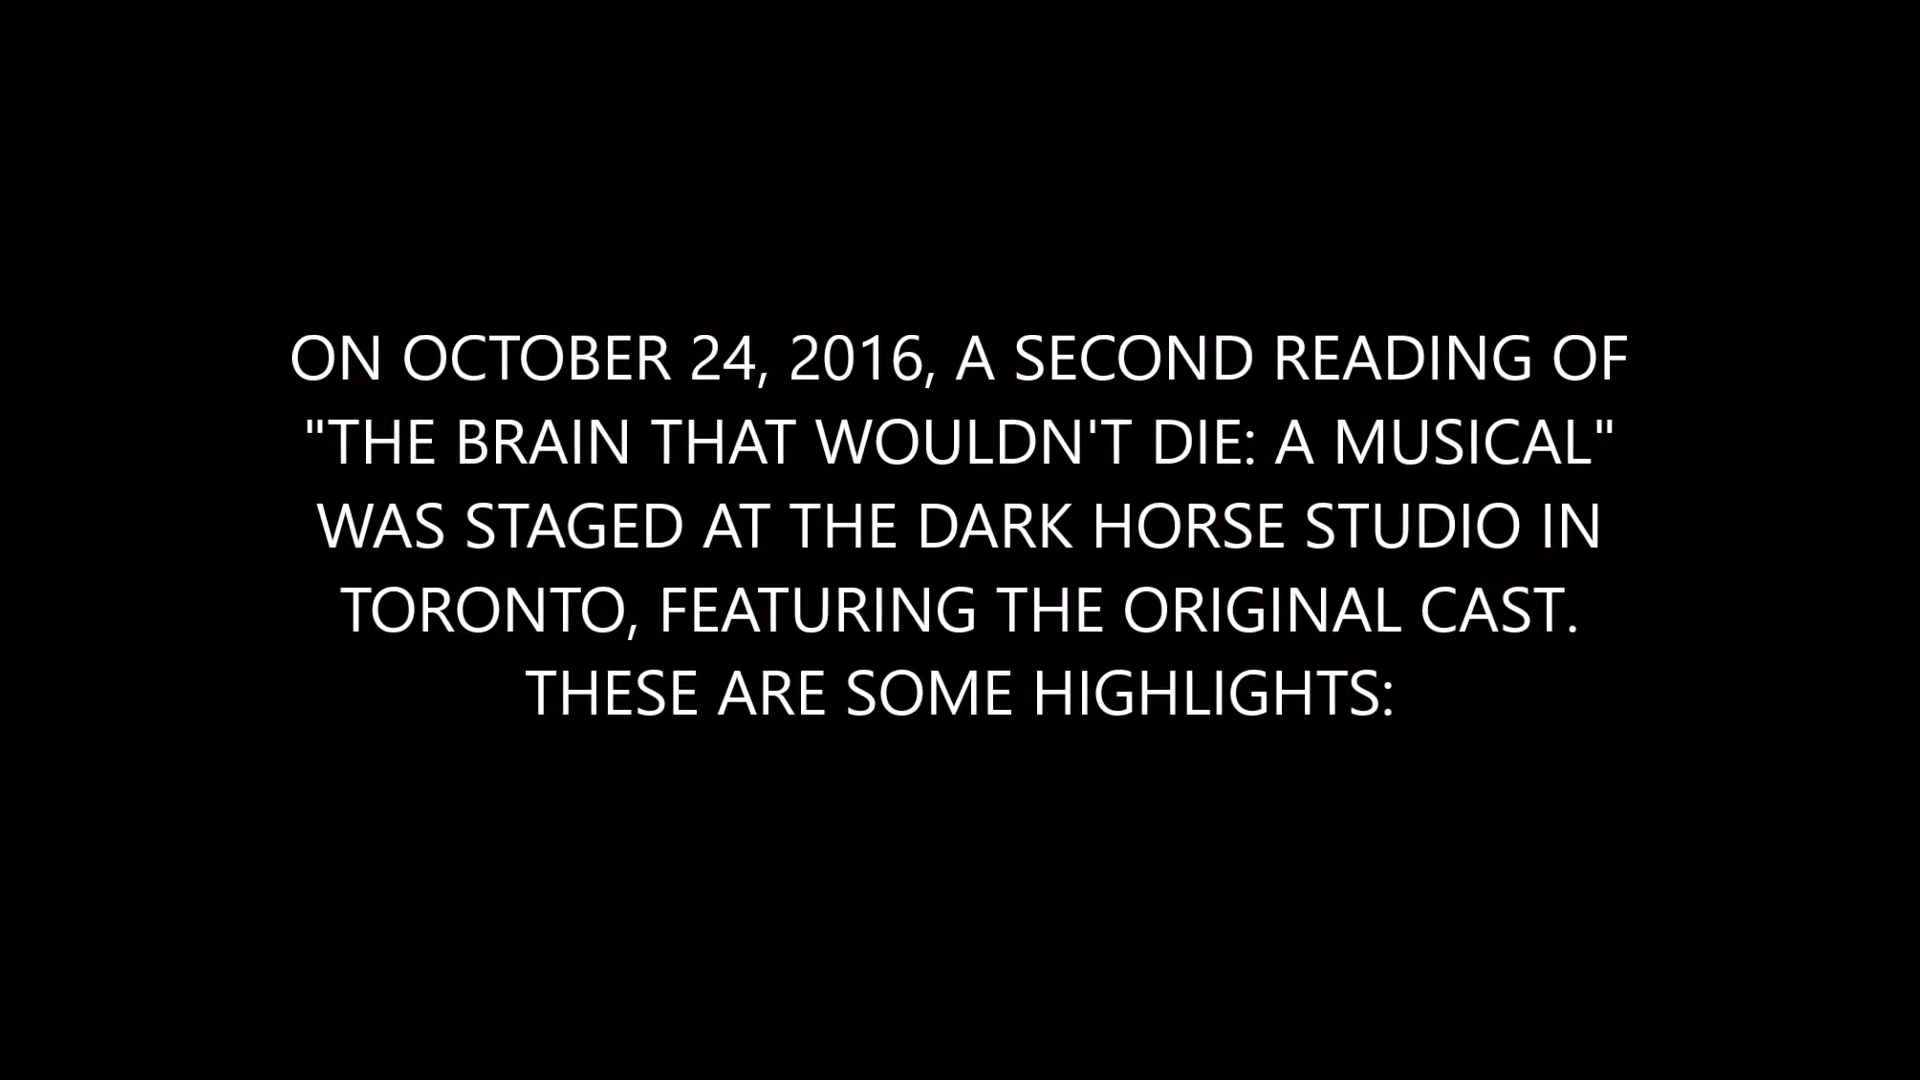 ON OCTOBER 24, 2016, A SECOND READING OF
"THE BRAIN THAT WOULDN'T DIE: A MUSICAL"
WAS STAGED AT THE DARK HORSE STUDIO IN
TORONTO, FEATURING THE ORIGINAL CAST.
THESE ARE SOME HIGHLIGHTS: